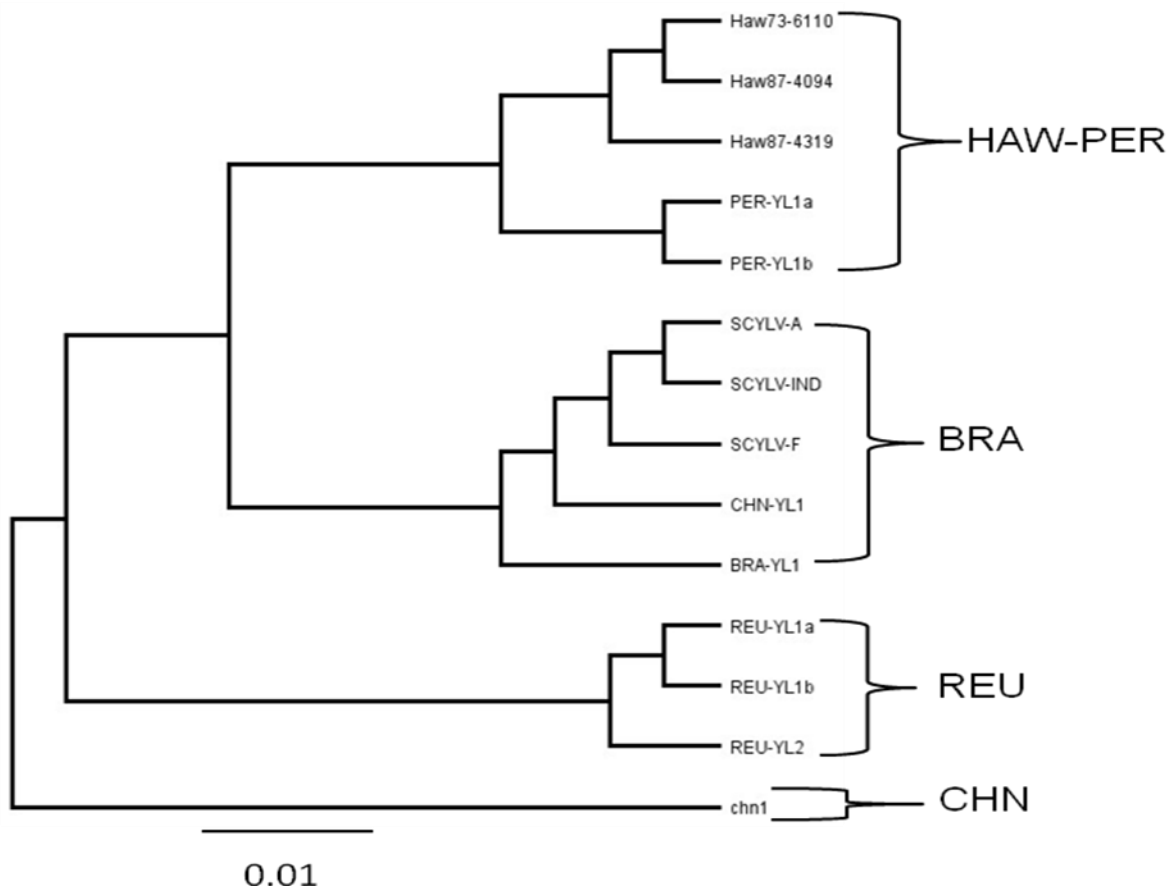 Haw73-6110
Haw87-4094
HAW-PER
Haw87-4319
PER-YL1a
PER-YL1b
SCYLV-A
SCYLV-IND
BRA
SCYLV-F
CHN-YL1
BRA-YL1
REU-YL1a
REU-YL1b
REU
REU-YL2
chn1
CHN
0.01